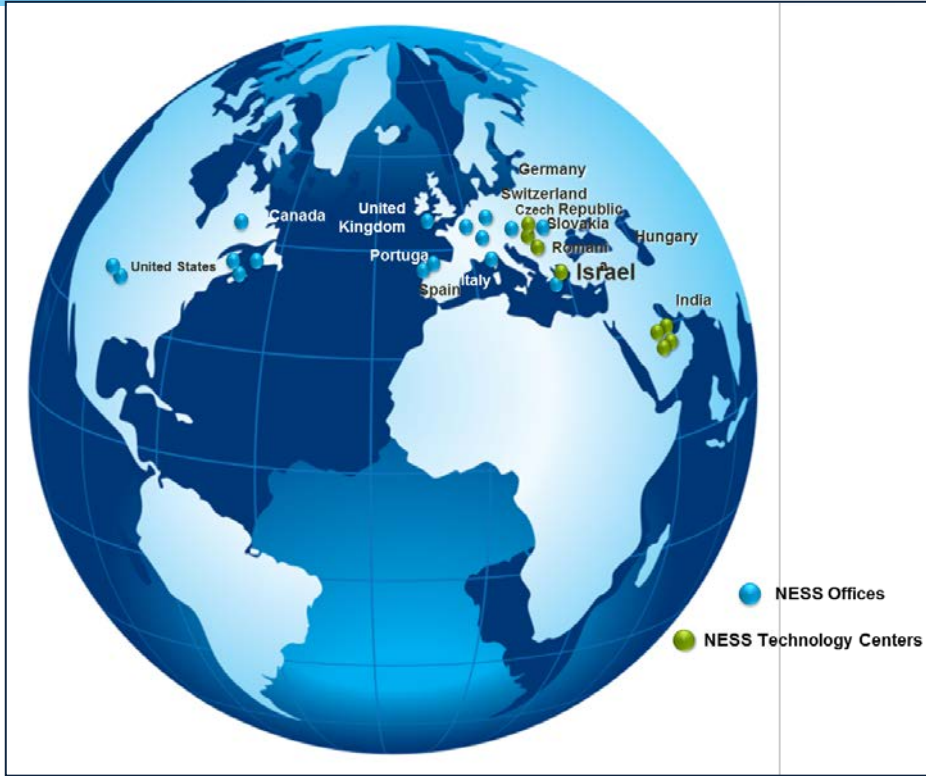 Germany
Switzerland
Czech Republic
Slovakia
Hungary
Romani
a
Israel
India
United
Kingdom
Portuga
Spain
Italy
Canada
United States
NESS Offices
NESS Technology Centers